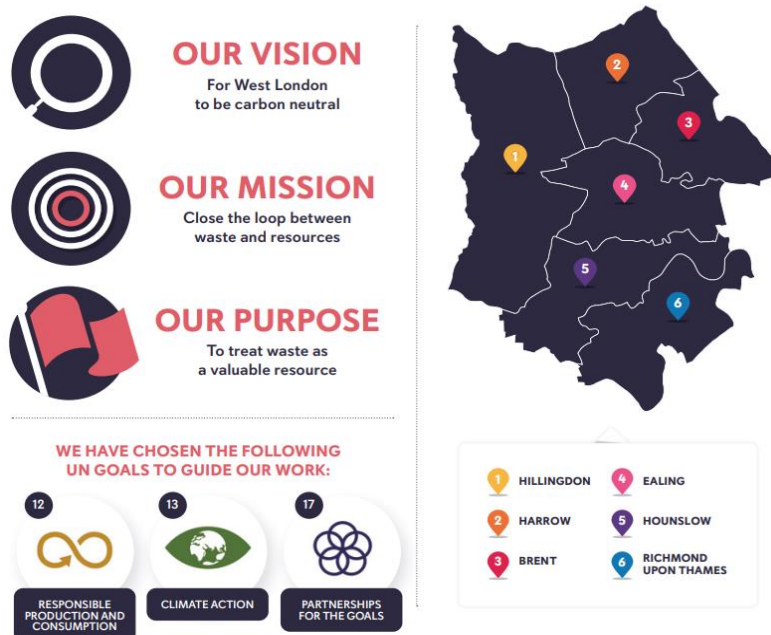 OUR VISION
For West London
to be carbon neutral
OUR MISSION
Close the loop between
waste and resources
OUR PURPOSE
To treat waste as
a valuable resource
WE HAVE CHOSEN THE FOLLOWING
UN GOALS TO GUIDE OUR WORK:
12
RESPONSIBLE
PRODUCTION AND
CONSUMPTION
13
CLIMATE ACTION
17
PARTNERSHIPS
FOR THE GOALS
2
3
1
4
5
6
1 HILLINGDON
2 HARROW
3 BRENT
4 EALING
5 HOUNSLOW
6 RICHMOND
UPON THAMES